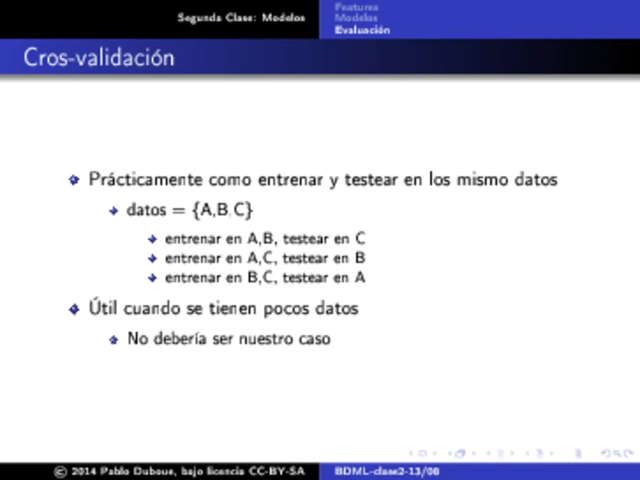 Segunda Clase: Modelos
Features
Modelos
Evaluación
Cros-validación
Prácticamente como entrenar y testear en los mismo datos
datos = {A,B,C}
entrenar en A,B, testear en C
entrenar en A,C, testear en B
entrenar en B,C, testear en A
Útil cuando se tienen pocos datos
No debería ser nuestro caso
© 2014 Pablo Duboue, bajo licencia CC-BY-SA
BDML-clase2-13/08